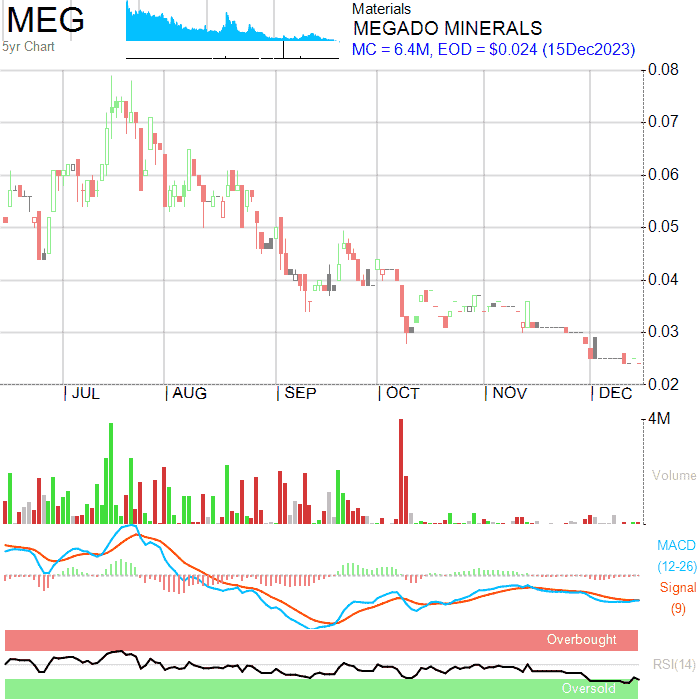 MEG
5yr Chart
Materials
MEGADO MINERALS
MC = 6.4M, EOD = $0.024 (15Dec2023)
0.08
0.07
0.06
0.05
0.04
0.03
0.02
JUL AUG SEP OCT NOV DEC
4M
Volume
MACD
(12-26)
Signal
(9)
Overbought
RSI(14)
Oversold